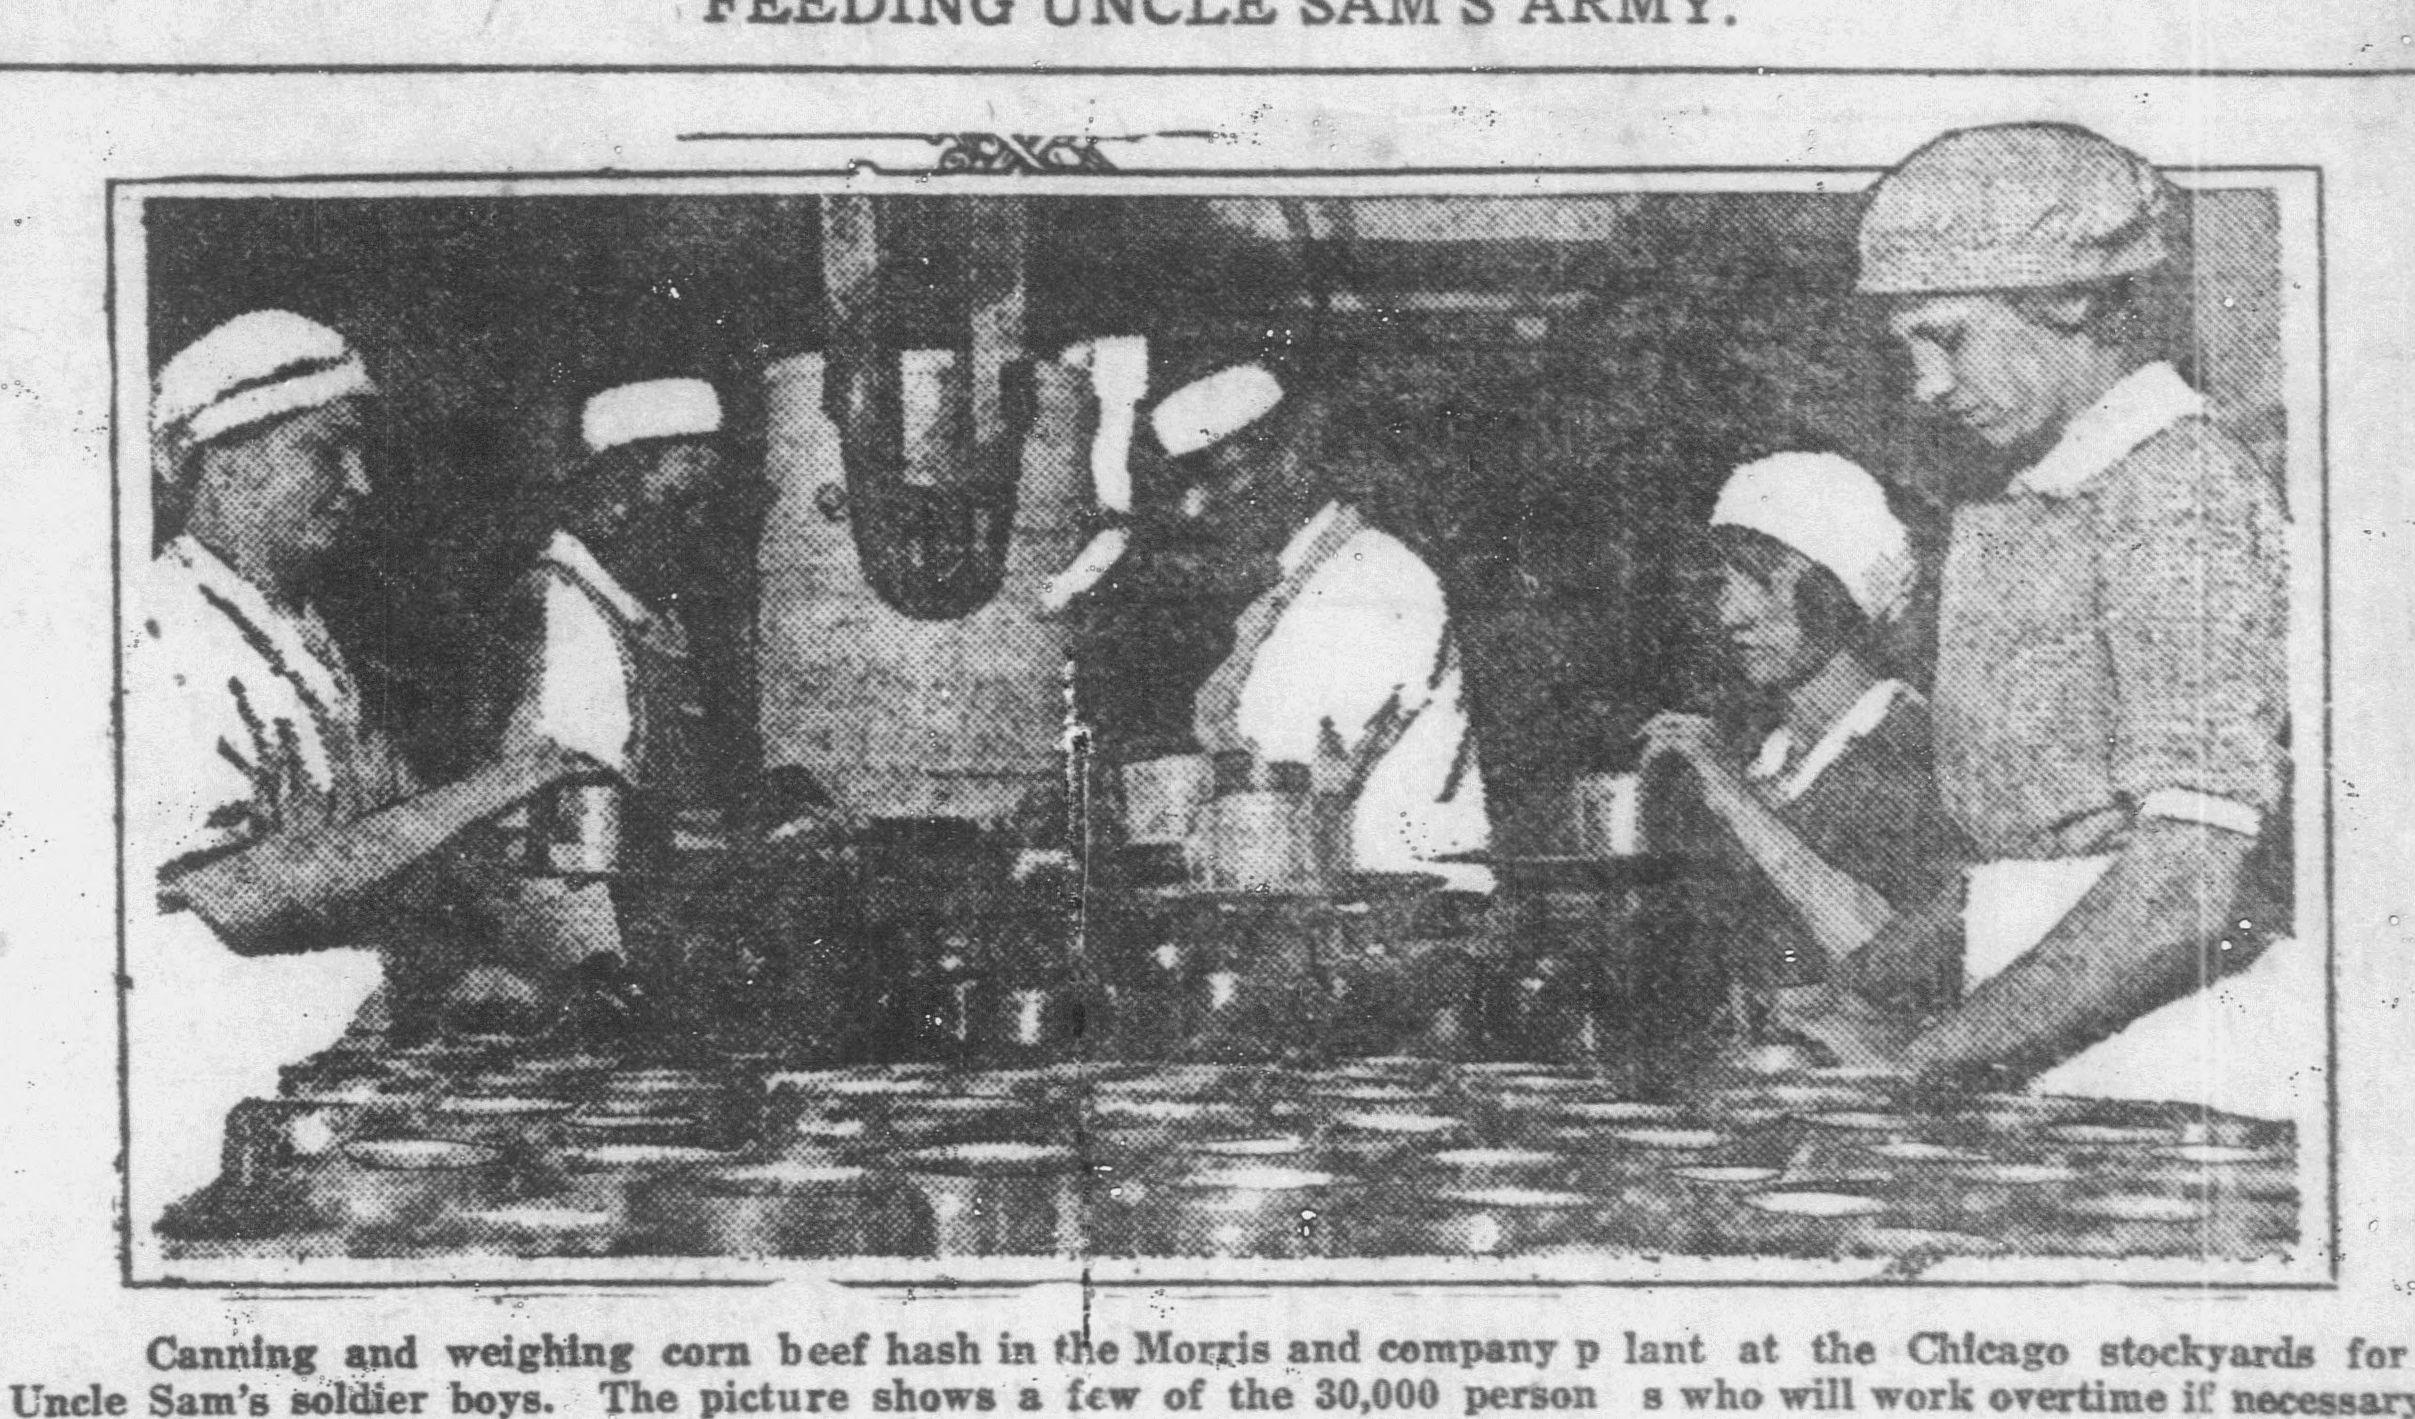 FEEDING UNCLE SAM'S ARMY.
Canning and weighing corn beef hash in the Morris and company p lant at the Chicago stockyards for
Uncle Sam's soldier boys. The picture shows a few of the 30,000 person s who will work overtime if necessary